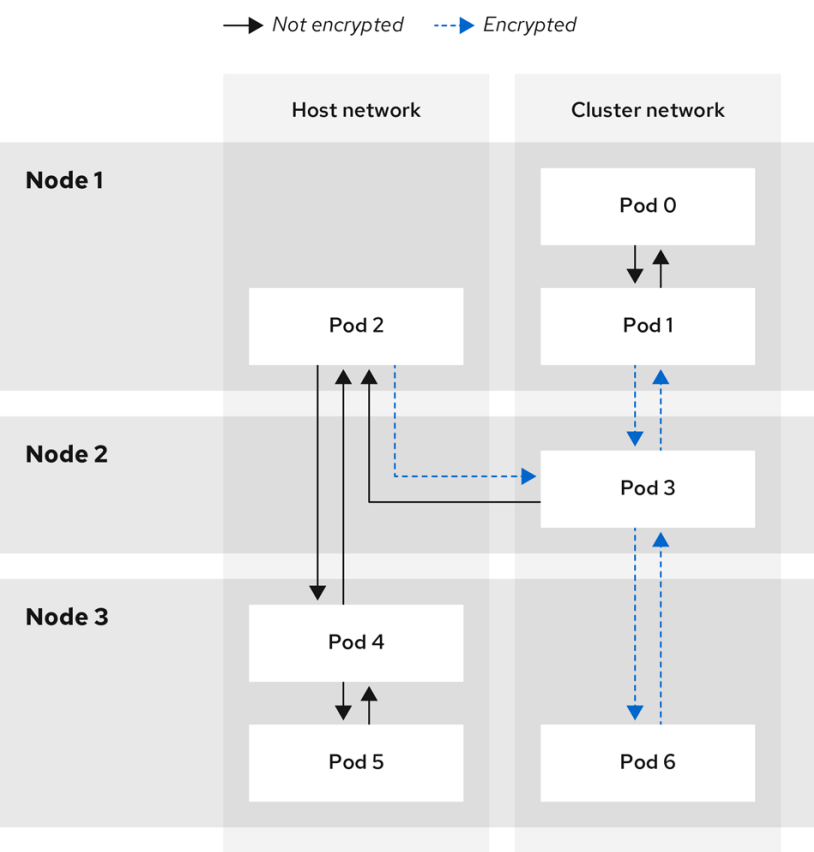 Not encrypted Encrypted
Host network Cluster network
Node 1
Pod 0
Pod 2 Pod 1
Node 2
Pod 3
Node 3
Pod 4
Pod 5 Pod 6